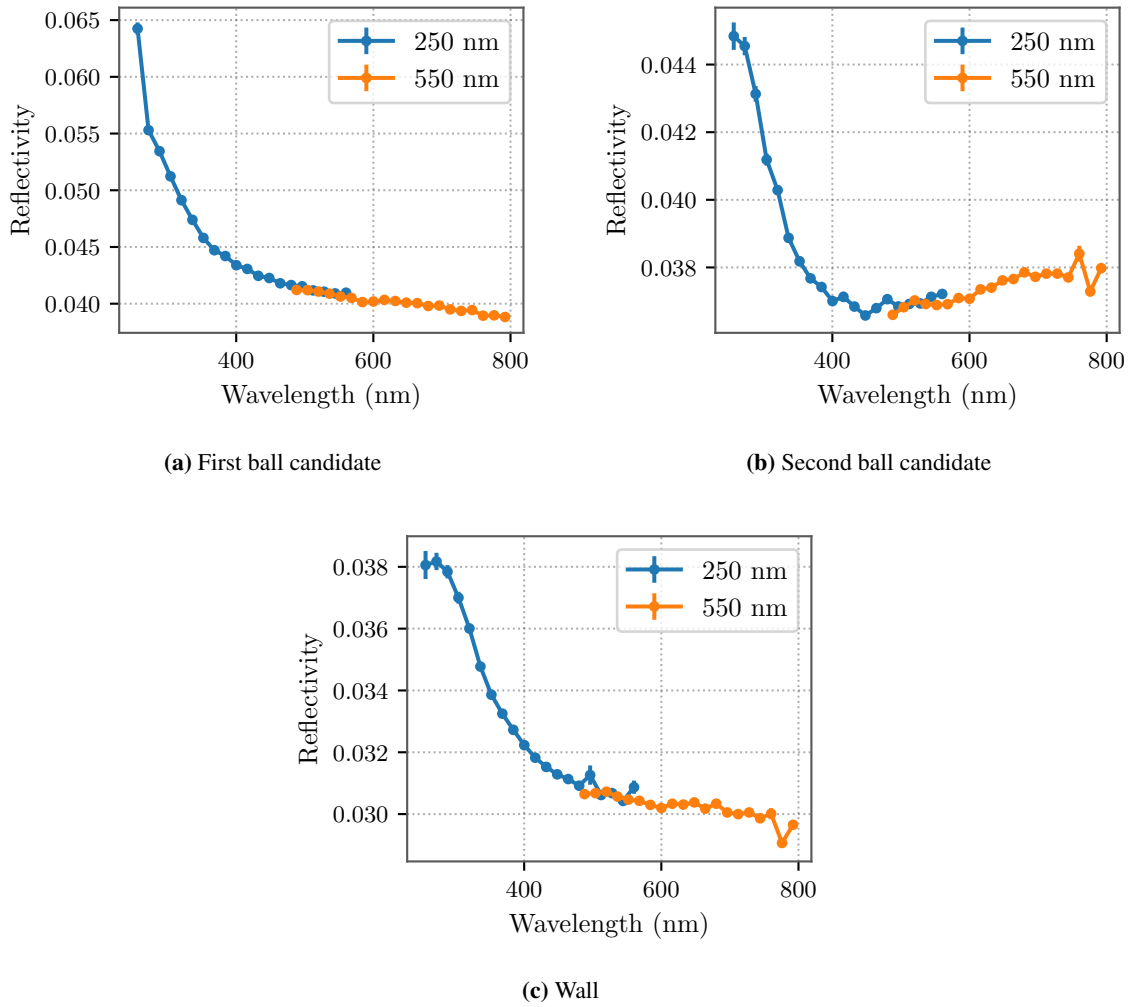 0.065
0.060
0.055
0.050
0.045
0.040
Reflectivity
250 nm
550 nm
400
600
800
Wavelength (nm)
(a) First ball candidate
0.044
0.042
0.040
0.038
Reflectivity
250 nm
550 nm
400
600
800
Wavelength (nm)
(b) Second ball candidate
0.038
0.036
0.034
0.032
0.030
Reflectivity
250 nm
550 nm
400
600
800
Wavelength (nm)
(c) Wall